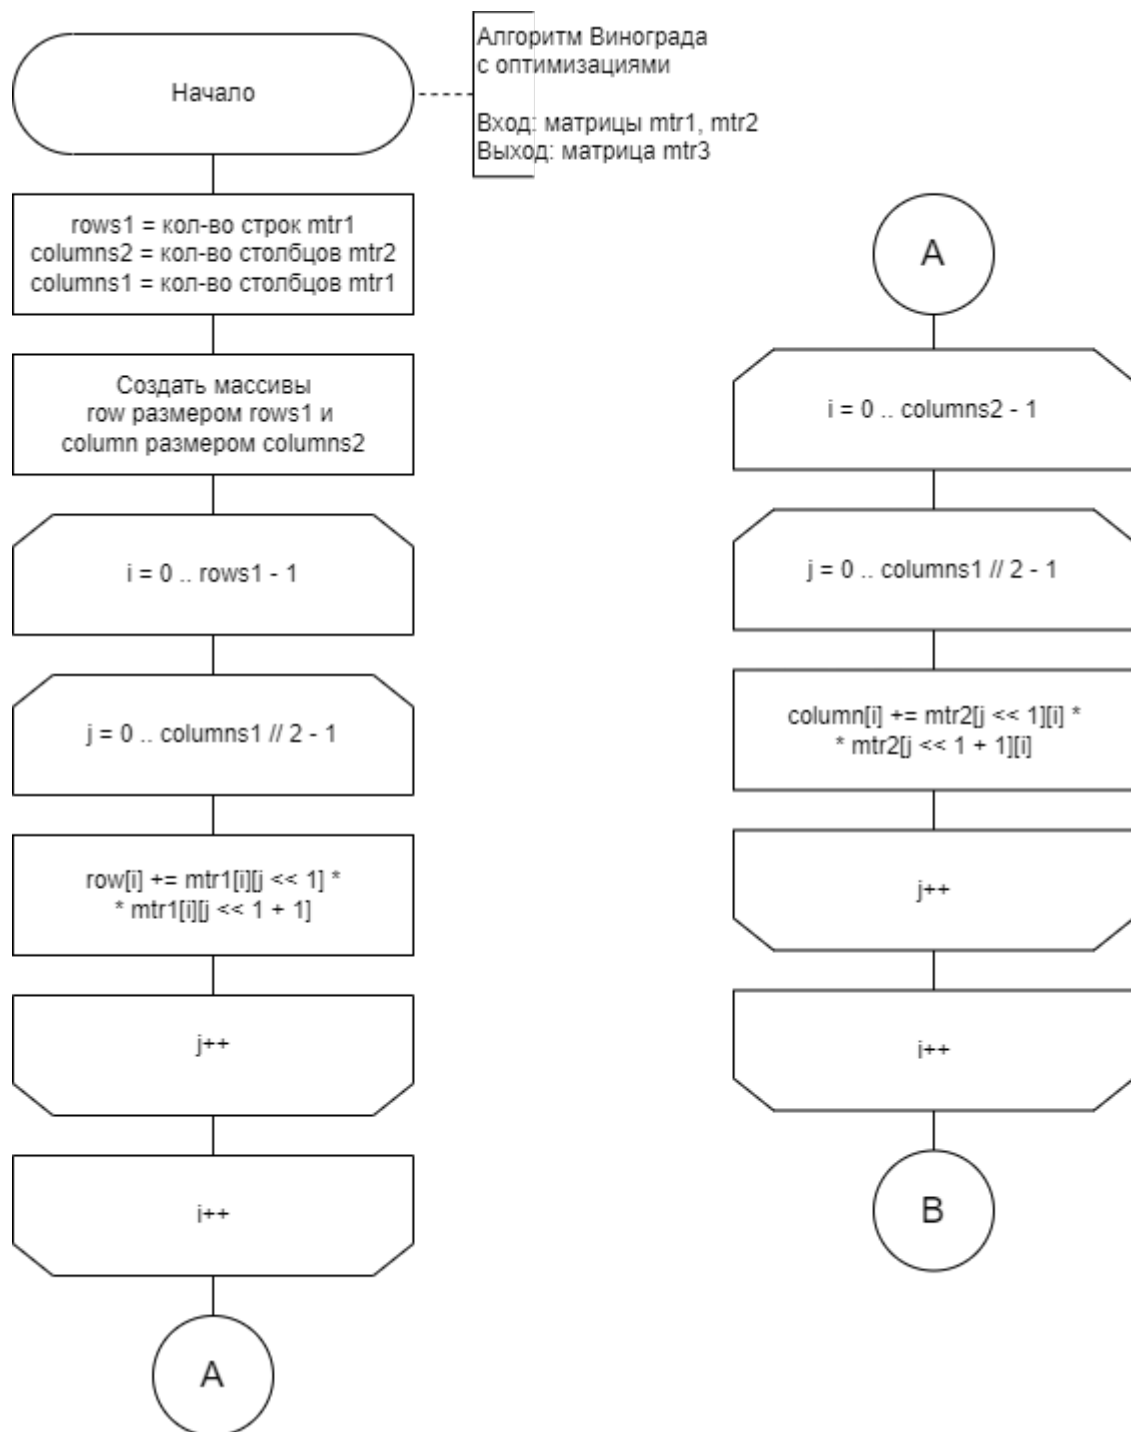 Начало
Алгоритм Винограда
с оптимизациями
Вход: матрицы mtr1, mtr2
Выход: матрица mtr3
rows1 = кол-во строк mtr1
columns2 = кол-во столбцов mtr2
columns1 = кол-во столбцов mtr1
Создать массивы
row размером rows1 и
column размером columns2
i = 0 .. rows1 - 1
j = 0 .. columns1 // 2 - 1
row[i] += mtr1[i][j << 1] *
* mtr1[i][j << 1 + 1]
j++
i++
A
A
i = 0 .. columns2 - 1
j = 0 .. columns1 // 2 - 1
column[i] += mtr2[j << 1][i] *
* mtr2[j << 1 + 1][i]
j++
i++
B